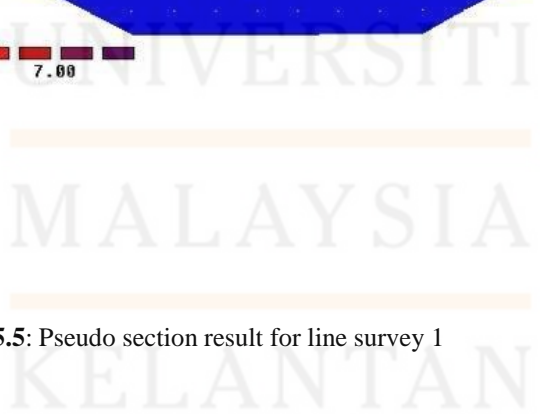 UNIVERSITI
7.00
MALAYSIA
5.5: Pseudo section result for line survey 1
KELANTAN